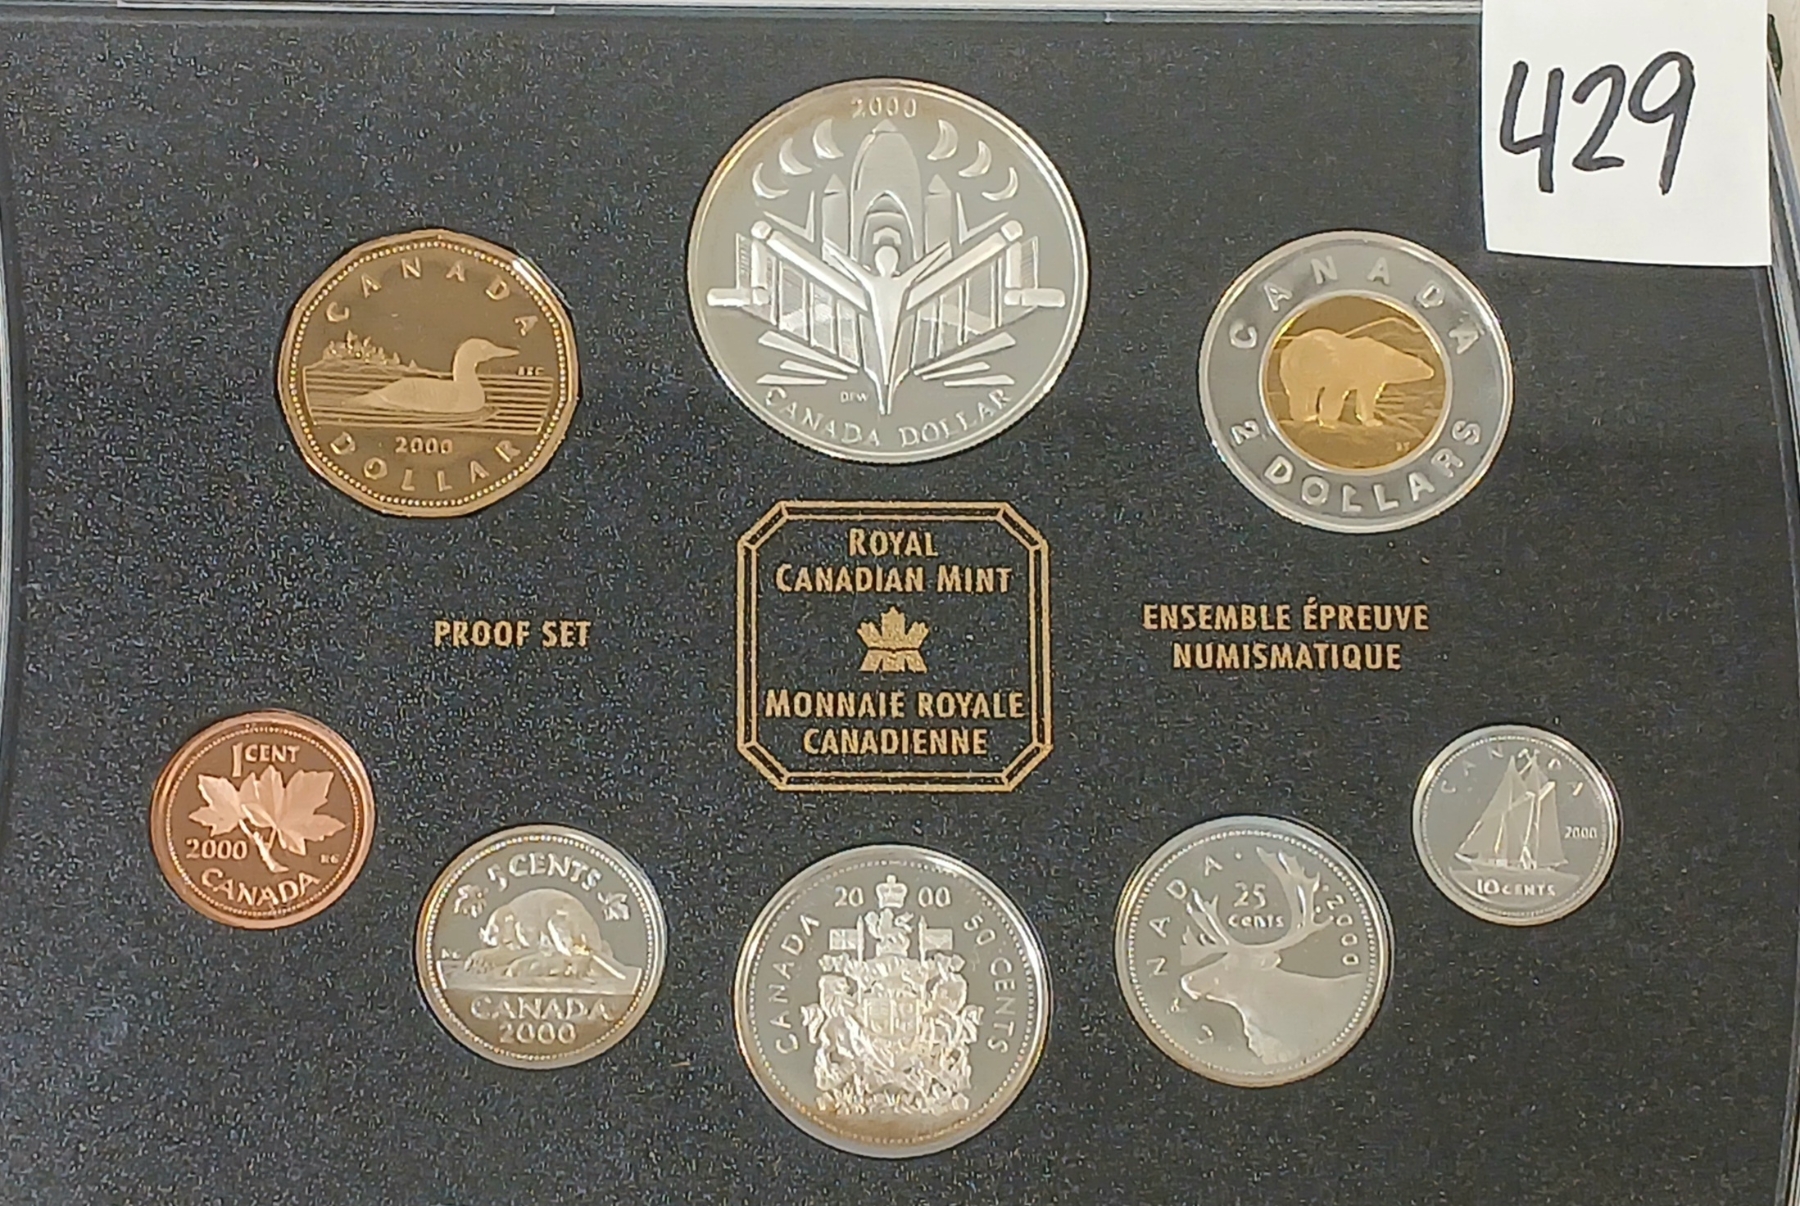 429
2000
CANADA DOLLAR
DFW
CANADA
DOLLAR
2000
CANADA
2 DOLLARS
ROYAL
CANADIAN MINT
MONNAIE ROYALE
CANADIENNE
PROOF SET
ENSEMBLE ÉPREUVE
NUMISMATIQUE
1 CENT
2000
CANADA
5 CENTS
CANADA
2000
20 00
CANADA
50 CENTS
CANADA
25
cents
2000
CANADA
2000
10 CENTS